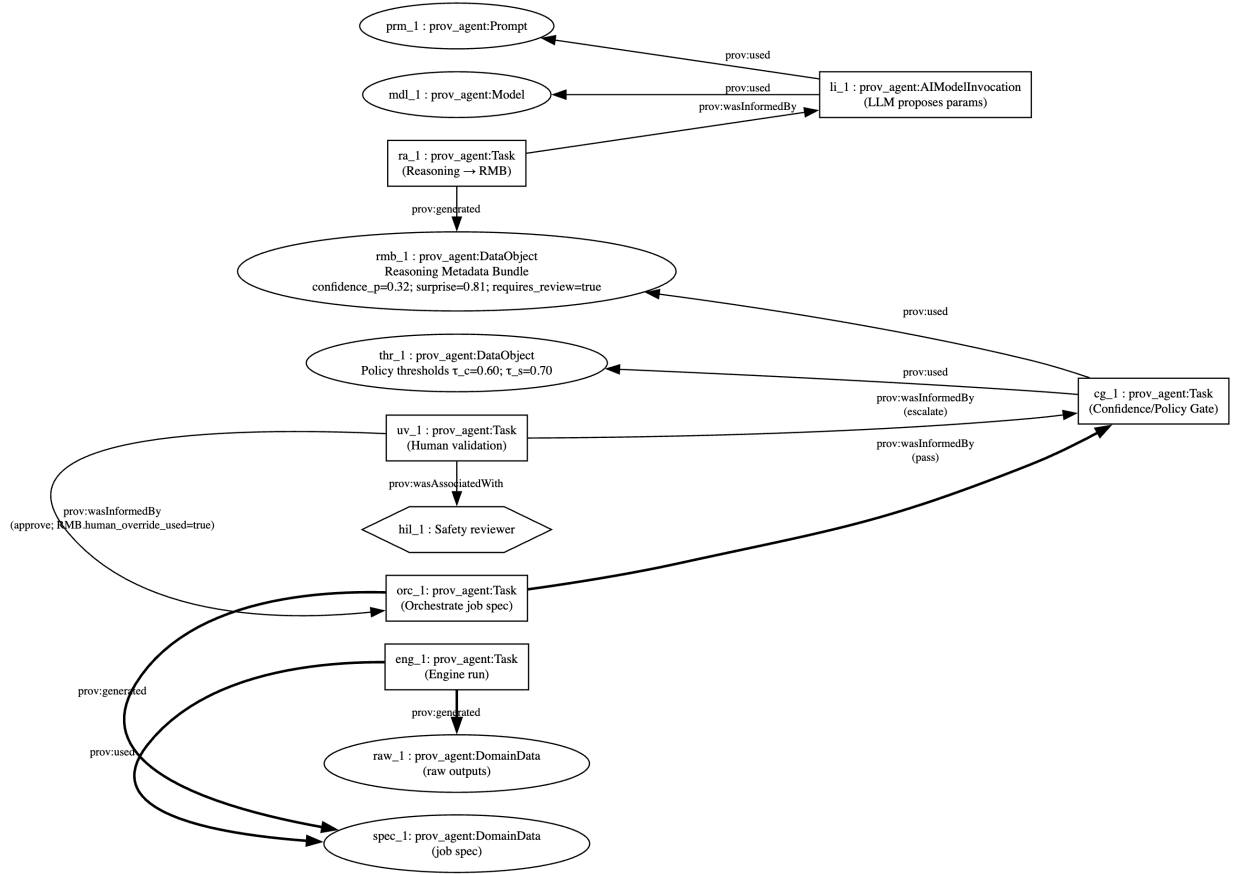 prm_1 : prov_agent:Prompt
prov:used
mdl_1 : prov_agent:Model
prov:used
li_1 : prov_agent:AIModelInvocation
(LLM proposes params)
prov:wasInformedBy
ra_1 : prov_agent:Task
(Reasoning → RMB)
prov:generated
rmb_1 : prov_agent:DataObject
Reasoning Metadata Bundle
confidence_p=0.32; surprise=0.81; requires_review=true
prov:used
thr_1 : prov_agent:DataObject
Policy thresholds τ_c=0.60; τ_s=0.70
prov:used
cg_1 : prov_agent:Task
(Confidence/Policy Gate)
prov:wasInformedBy
(escalate)
uv_1 : prov_agent:Task
(Human validation)
prov:wasInformedBy
(pass)
prov:wasAssociatedWith
prov:wasInformedBy
(approve; RMB.human_override_used=true)
hil_1 : Safety reviewer
orc_1: prov_agent:Task
(Orchestrate job spec)
eng_1: prov_agent:Task
(Engine run)
prov:generated
prov:generated
prov:used
raw_1 : prov_agent:DomainData
(raw outputs)
spec_1: prov_agent:DomainData
(job spec)